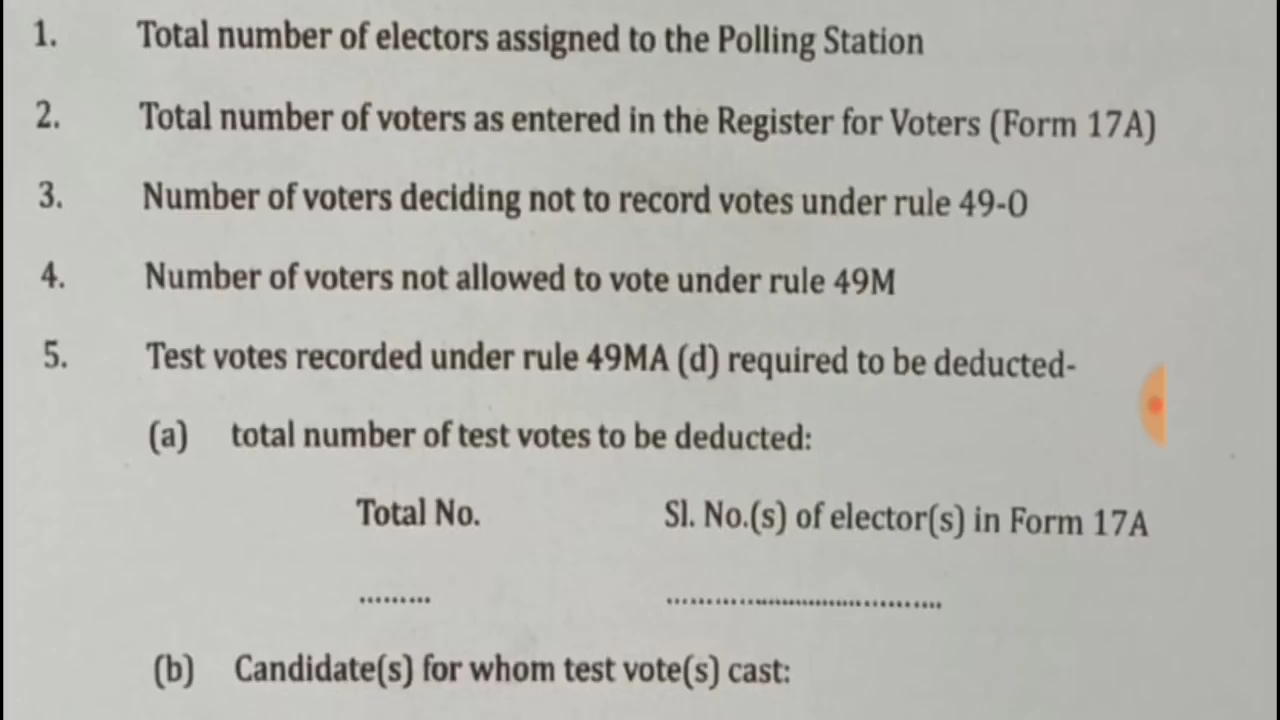 1. Total number of electors assigned to the Polling Station
2. Total number of voters as entered in the Register for Voters (Form 17A)
3. Number of voters deciding not to record votes under rule 49-O
4. Number of voters not allowed to vote under rule 49M
5. Test votes recorded under rule 49MA (d) required to be deducted-
(a) total number of test votes to be deducted:
Total No. Sl. No.(s) of elector(s) in Form 17A
......... ....................................
(b) Candidate(s) for whom test vote(s) cast: